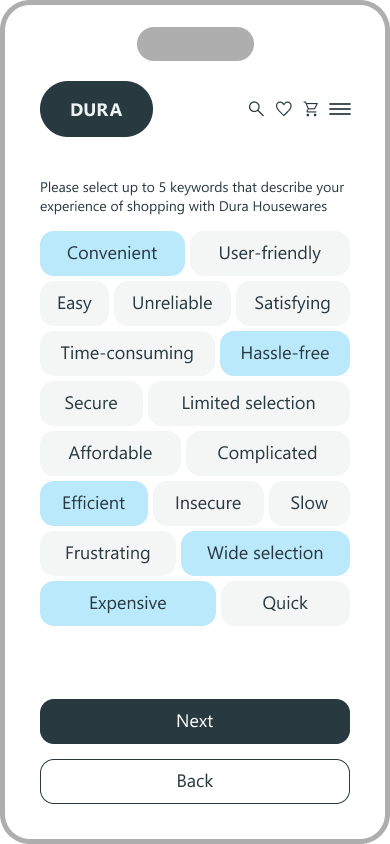 DURA
Please select up to 5 keywords that describe your
experience of shopping with Dura Housewares
Convenient User-friendly
Easy Unreliable Satisfying
Time-consuming Hassle-free
Secure Limited selection
Affordable Complicated
Efficient Insecure Slow
Frustrating Wide selection
Expensive Quick
Next
Back